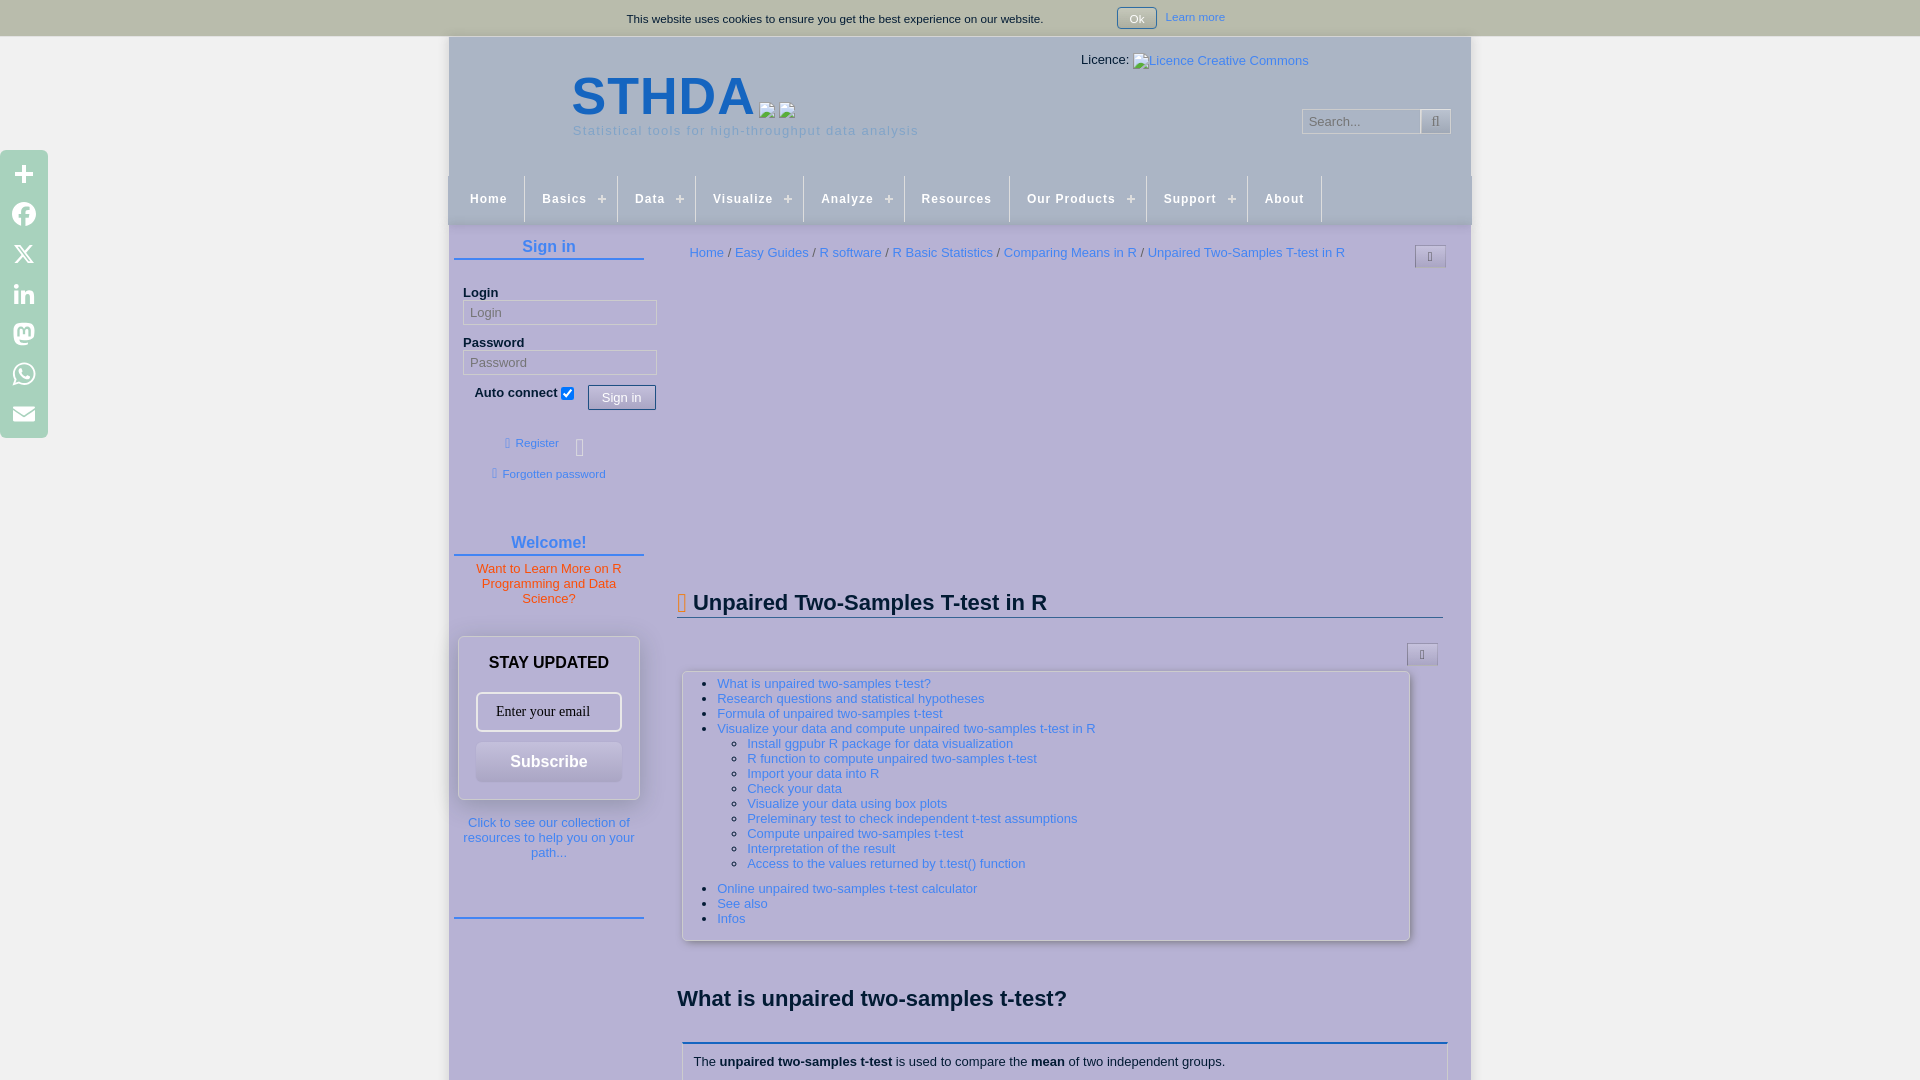 This website uses cookies to ensure you get the best experience on our website.
Ok
Learn more
Licence: Licence Creative Commons
STHDA
Statistical tools for high-throughput data analysis
Search...
Home
Basics
Data
Visualize
Analyze
Resources
Our Products
Support
About
Sign in
Login
Login
Password
Password
Auto connect
Sign in
Register
Forgotten password
Welcome!
Want to Learn More on R
Programming and Data
Science?
STAY UPDATED
Enter your email
Subscribe
Click to see our collection of
resources to help you on your
path...
Home / Easy Guides / R software / R Basic Statistics / Comparing Means in R / Unpaired Two-Samples T-test in R
Unpaired Two-Samples T-test in R
What is unpaired two-samples t-test?
Research questions and statistical hypotheses
Formula of unpaired two-samples t-test
Visualize your data and compute unpaired two-samples t-test in R
Install ggpubr R package for data visualization
R function to compute unpaired two-samples t-test
Import your data into R
Check your data
Visualize your data using box plots
Preleminary test to check independent t-test assumptions
Compute unpaired two-samples t-test
Interpretation of the result
Access to the values returned by t.test() function
Online unpaired two-samples t-test calculator
See also
Infos
What is unpaired two-samples t-test?
The unpaired two-samples t-test is used to compare the mean of two independent groups.